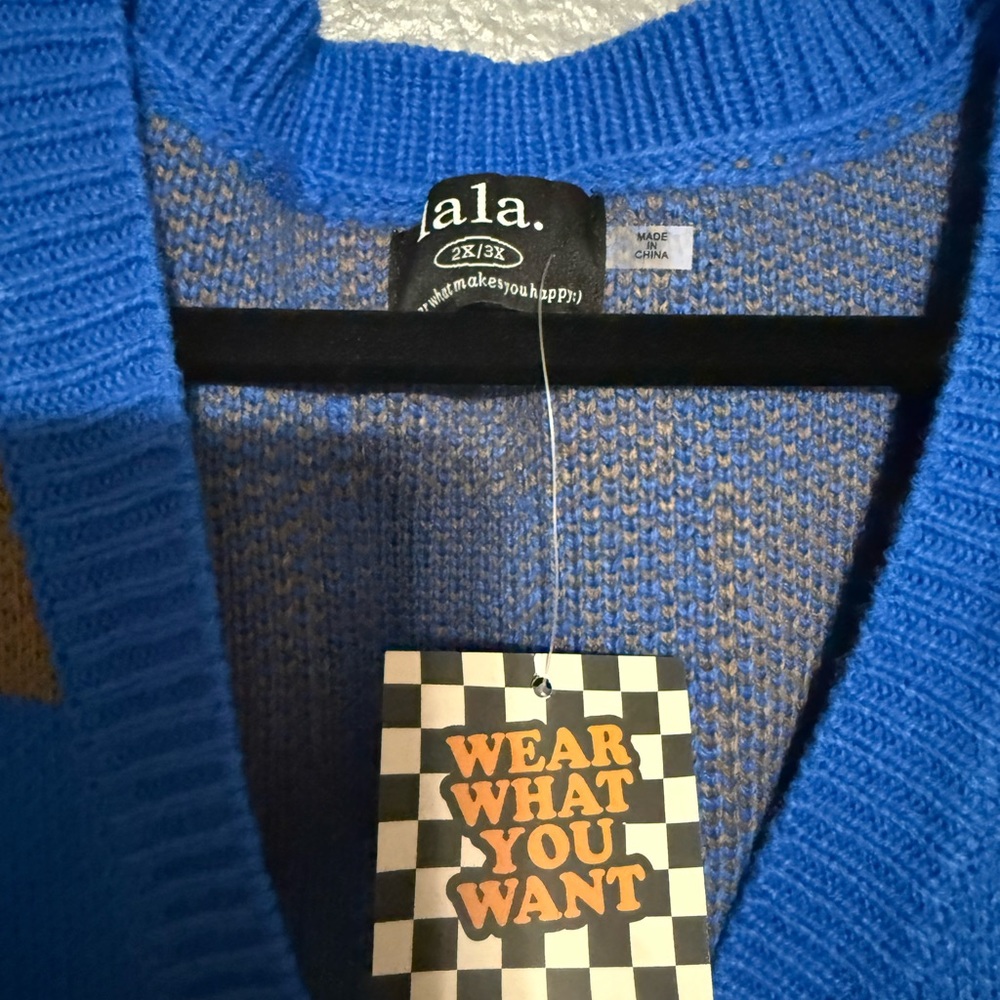 lala.
2X/3X
what makes you happy:)
MADE
IN
CHINA
WEAR
WHAT
YOU
WANT